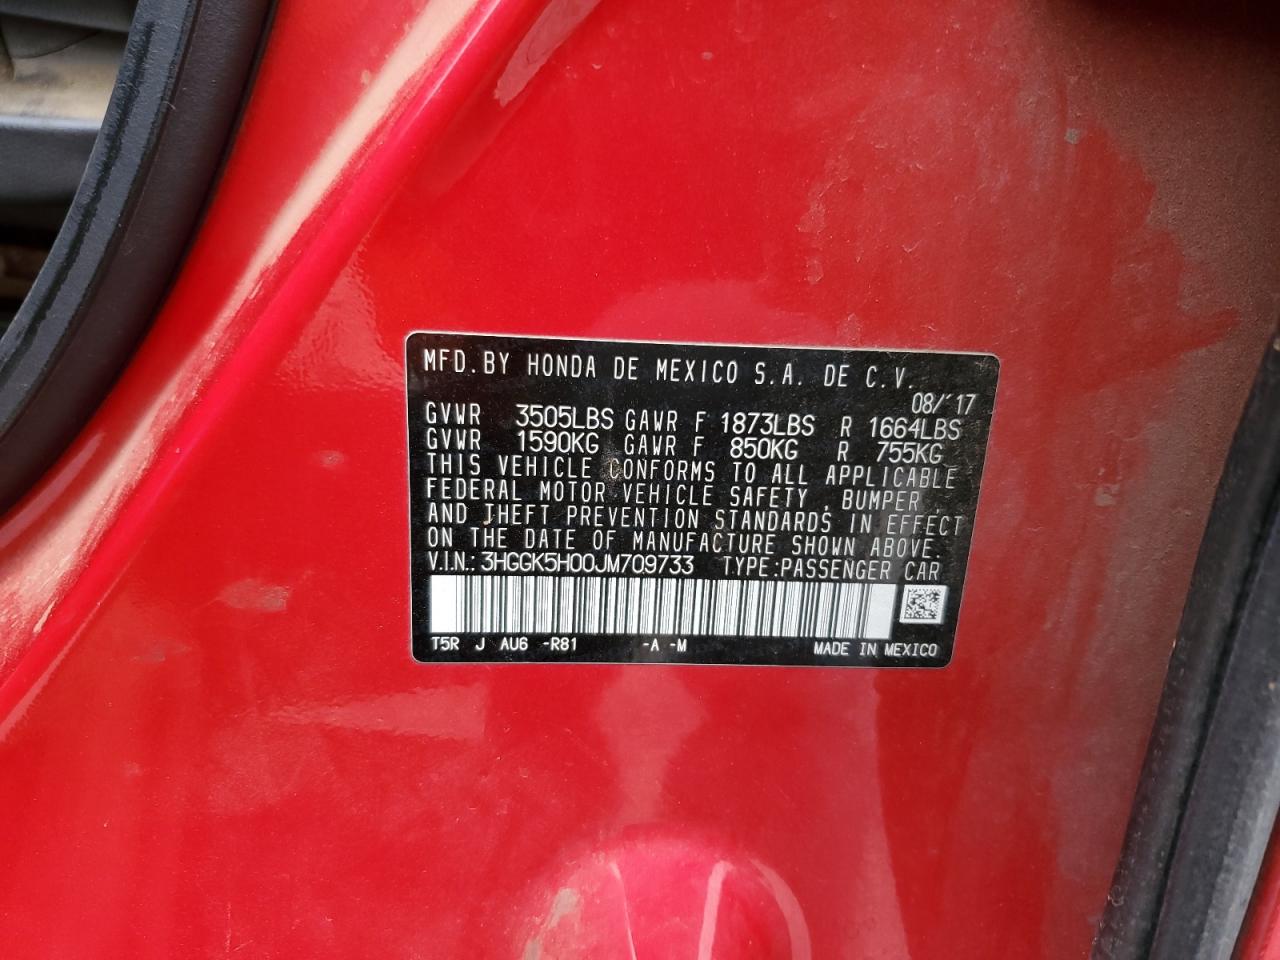 MFD.BY HONDA DE MEXICO S.A. DE C.V.
08/'17
GVWR 3505LBS GAWR F 1873LBS R 1664LBS
GVWR 1590KG GAWR F 850KG R 755KG
THIS VEHICLE CONFORMS TO ALL APPLICABLE
FEDERAL MOTOR VEHICLE SAFETY , BUMPER ,
AND THEFT PREVENTION STANDARDS IN EFFECT
ON THE DATE OF MANUFACTURE SHOWN ABOVE.
V.I.N.: 3HGGK5H00JM709733 TYPE:PASSENGER CAR
T5R J AU6 -R81 -A -M MADE IN MEXICO